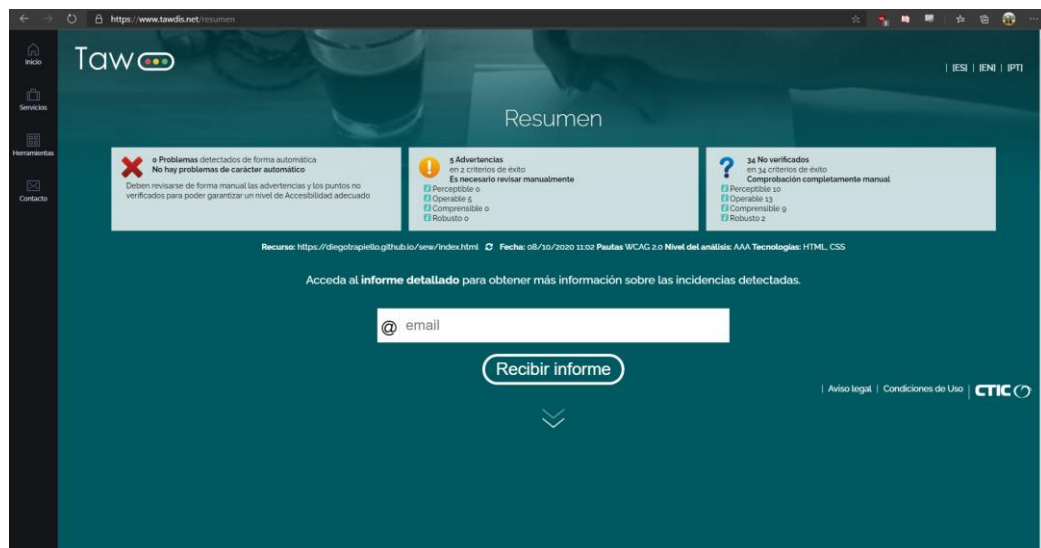 https://www.tawdis.net/resumen
Inicio
Servicios
Herramientas
Contacto
Taw
| [ES] | [EN] | [PT]
Resumen
0 Problemas detectados de forma automática
No hay problemas de carácter automático
Deben revisarse de forma manual las advertencias y los puntos no
verificados para poder garantizar un nivel de Accesibilidad adecuado
5 Advertencias
en 2 criterios de éxito
Es necesario revisar manualmente
Perceptible 0
Operable 5
Comprensible 0
Robusto 0
34 No verificados
en 34 criterios de éxito
Comprobación completamente manual
Perceptible 10
Operable 13
Comprensible 9
Robusto 2
Recurso: https://diegotrapiello.github.io/sew/index.html Fecha: 08/10/2020 11:02 Pautas WCAG 2.0 Nivel del análisis: AAA Tecnologías: HTML, CSS
Acceda al informe detallado para obtener más información sobre las incidencias detectadas.
@ email
Recibir informe
| Aviso legal | Condiciones de Uso | CTIC